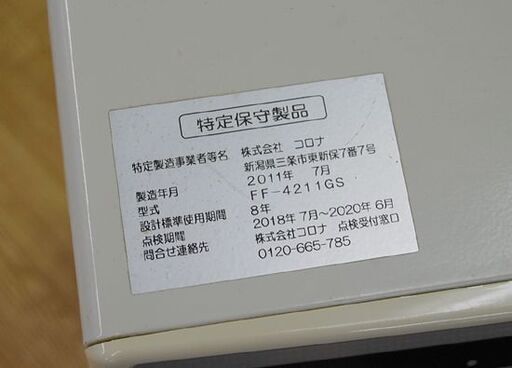 特定保守製品
特定製造事業者等名 株式会社 コロナ
新潟県三条市東新保7番7号
製造年月 2011年 7月
型式 FF-4211GS
設計標準使用期間 8年
点検期間 2018年7月～2020年6月
問合せ連絡先 株式会社コロナ 点検受付窓口
0120-665-785